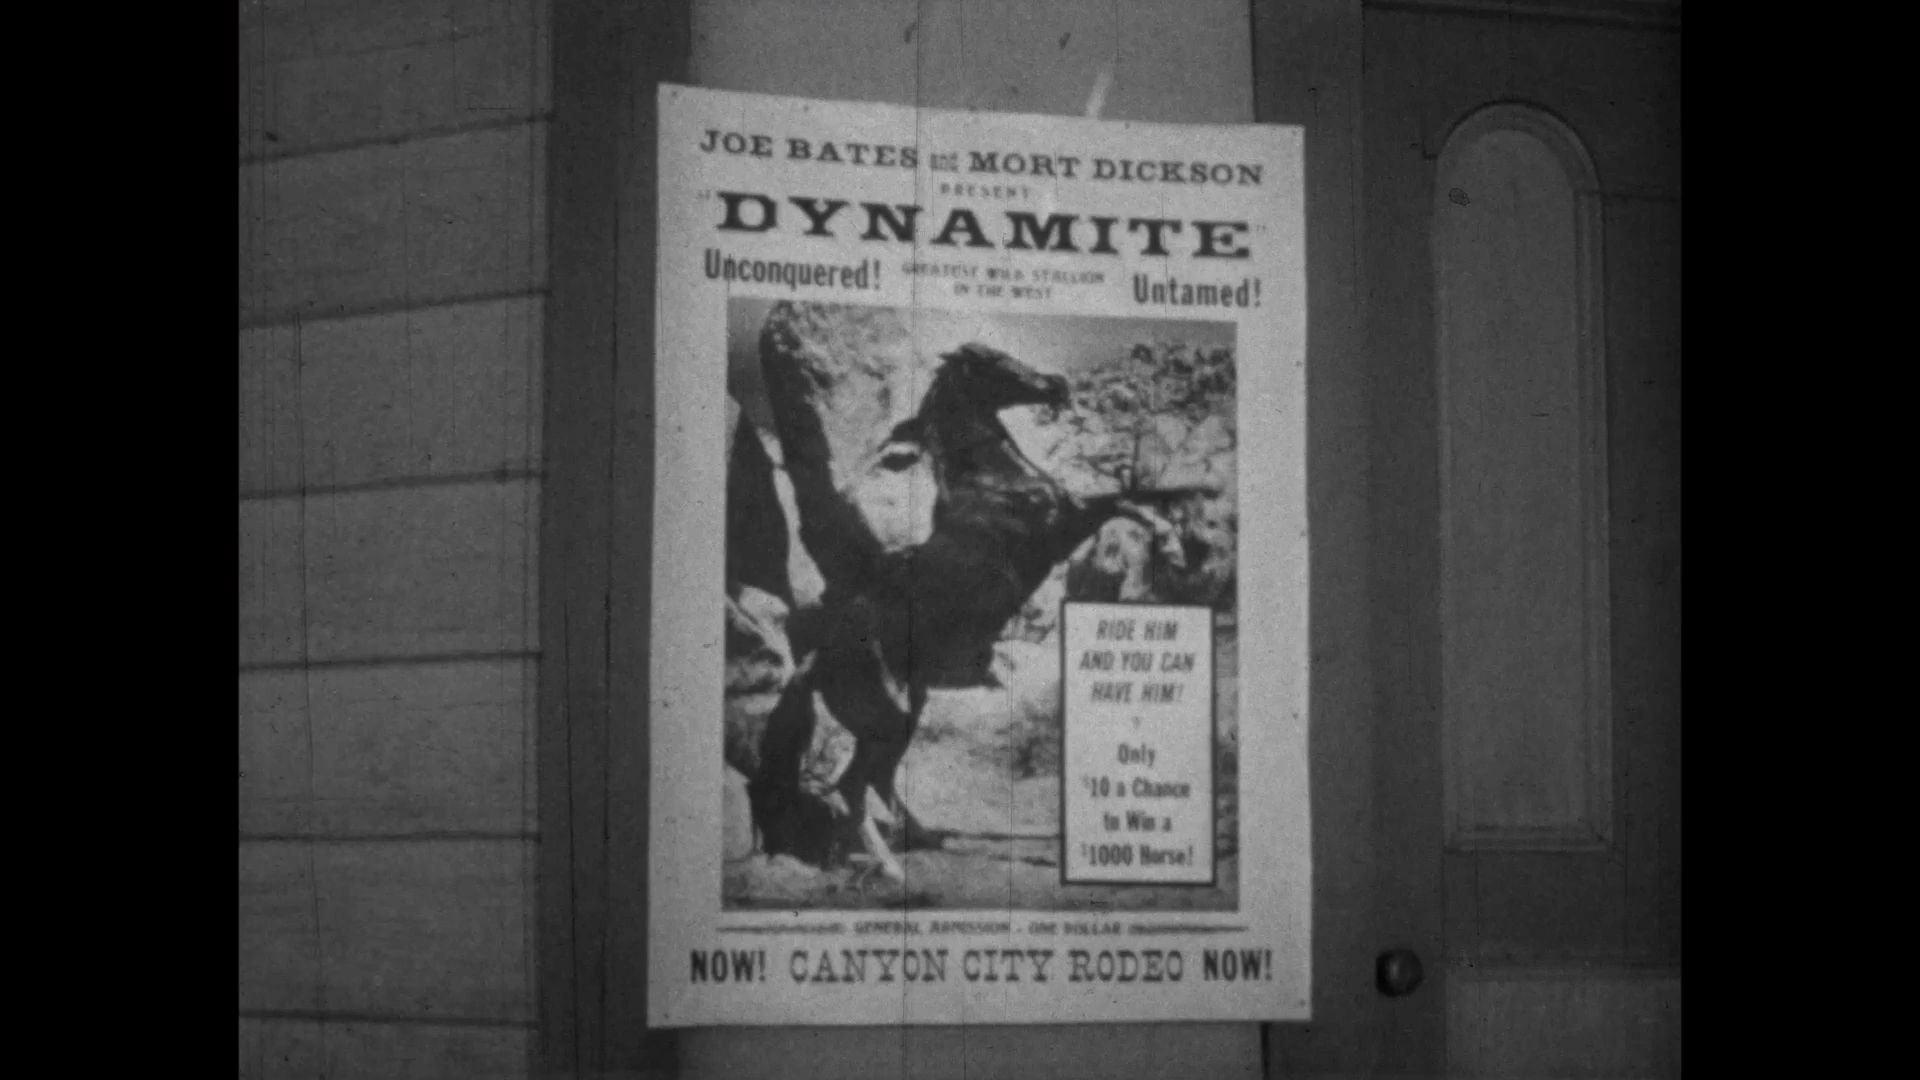 JOE BATES and MORT DICKSON
PRESENT
"DYNAMITE"
Unconquered! GREATEST WILD STALLION IN THE WEST Untamed!
RIDE HIM
AND YOU CAN
HAVE HIM!
Only
$10 a Chance
to Win a
$1000 Horse!
GENERAL ADMISSION - ONE DOLLAR
NOW! CANYON CITY RODEO NOW!